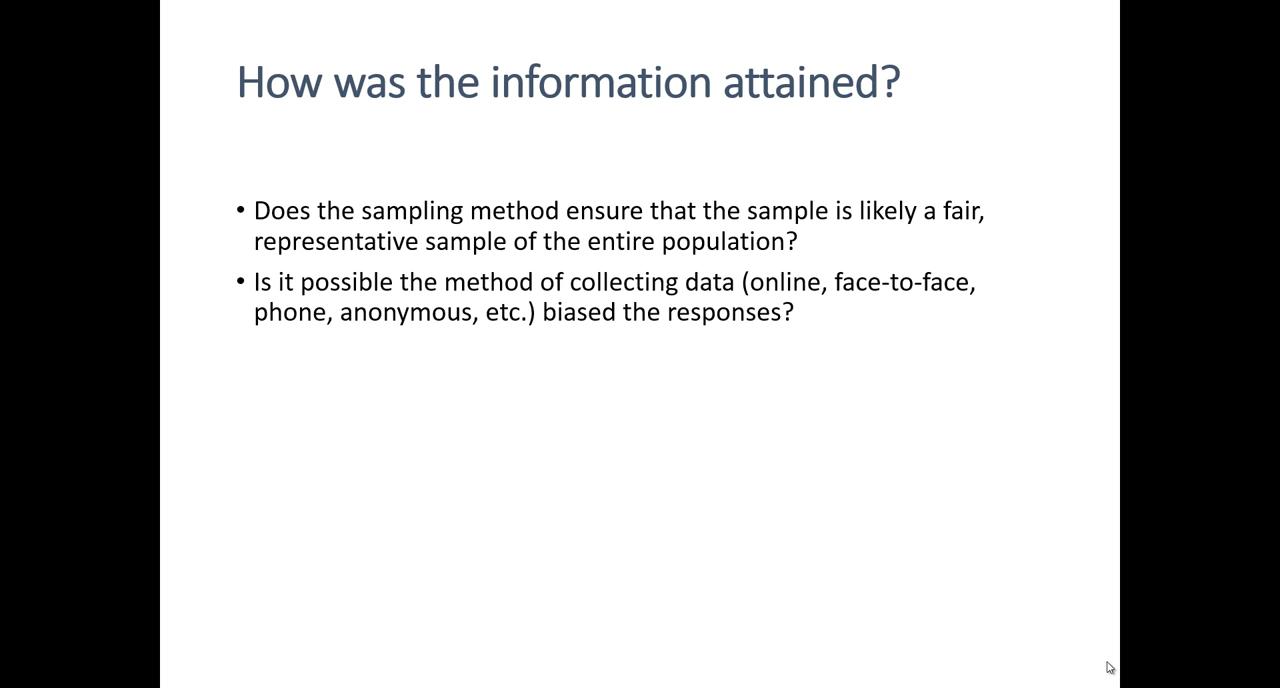 How was the information attained?
• Does the sampling method ensure that the sample is likely a fair,
representative sample of the entire population?
• Is it possible the method of collecting data (online, face-to-face,
phone, anonymous, etc.) biased the responses?